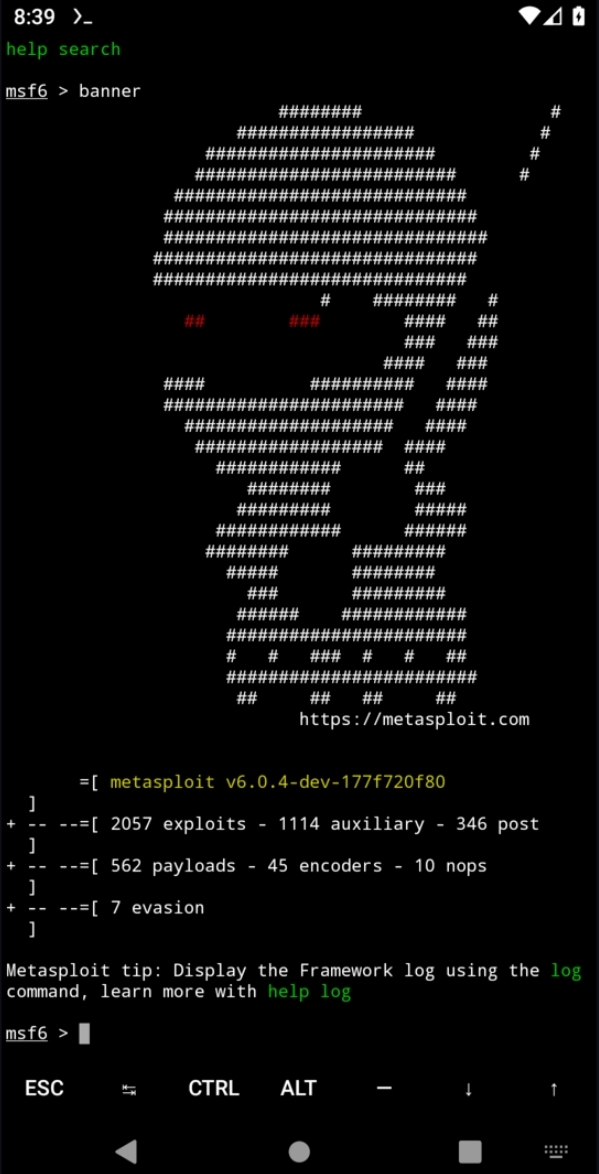 8:39
help search
msf6 > banner
https://metasploit.com
=[ metasploit v6.0.4-dev-177f720f80
]
+ -- --=[ 2057 exploits - 1114 auxiliary - 346 post
]
+ -- --=[ 562 payloads - 45 encoders - 10 nops
]
+ -- --=[ 7 evasion
]
Metasploit tip: Display the Framework log using the log
command, learn more with help log
msf6 >
ESC CTRL ALT — ↓ ↑